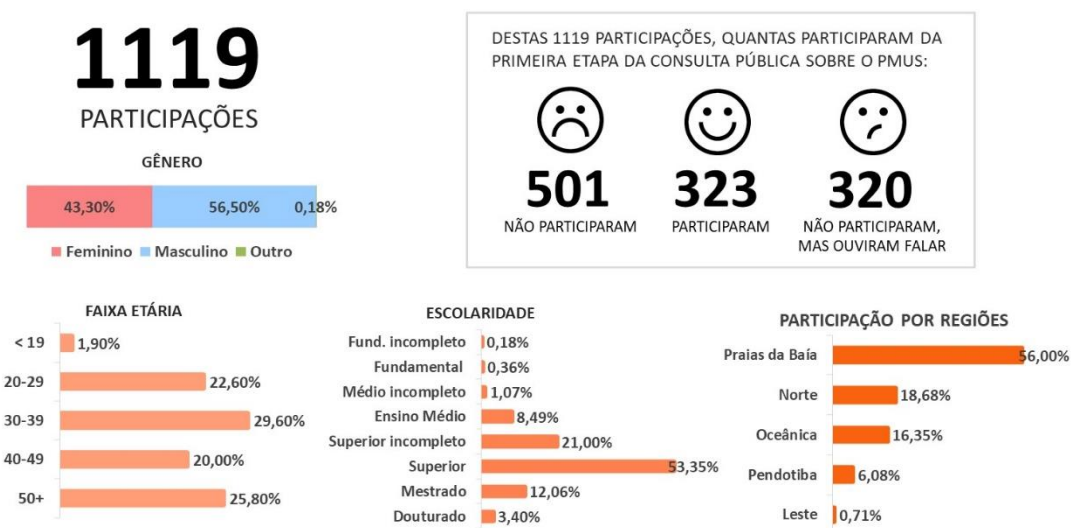 1119
PARTICIPAÇÕES
GÊNERO
43,30% 56,50% 0,18%
Feminino Masculino Outro
DESTAS 1119 PARTICIPAÇÕES, QUANTAS PARTICIPARAM DA
PRIMEIRA ETAPA DA CONSULTA PÚBLICA SOBRE O PMUS:
501
NÃO PARTICIPARAM
323
PARTICIPARAM
320
NÃO PARTICIPARAM,
MAS OUVIRAM FALAR
FAIXA ETÁRIA
< 19 1,90%
20-29 22,60%
30-39 29,60%
40-49 20,00%
50+ 25,80%
ESCOLARIDADE
Fund. incompleto 0,18%
Fundamental 0,36%
Médio incompleto 1,07%
Ensino Médio 8,49%
Superior incompleto 21,00%
Superior 53,35%
Mestrado 12,06%
Douturado 3,40%
PARTICIPAÇÃO POR REGIÕES
Praias da Baía 56,00%
Norte 18,68%
Oceânica 16,35%
Pendotiba 6,08%
Leste 0,71%